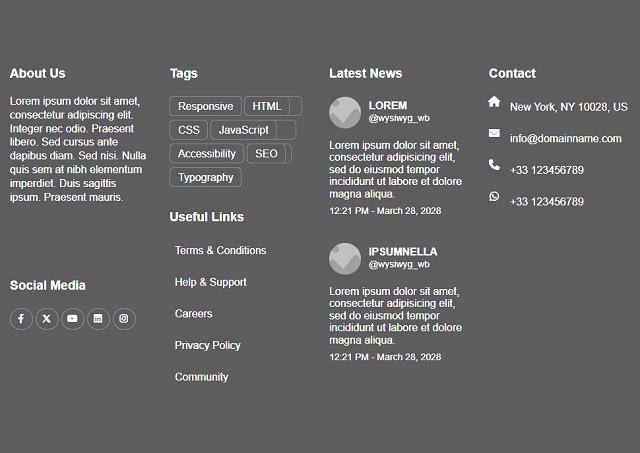 About Us
Lorem ipsum dolor sit amet,
consectetur adipiscing elit.
Integer nec odio. Praesent
libero. Sed cursus ante
dapibus diam. Sed nisi. Nulla
quis sem at nibh elementum
imperdiet. Duis sagittis
ipsum. Praesent mauris.
Social Media
Tags
Responsive HTML
CSS JavaScript
Accessibility SEO
Typography
Useful Links
Terms & Conditions
Help & Support
Careers
Privacy Policy
Community
Latest News
LOREM
@wysiwyg_wb
Lorem ipsum dolor sit amet,
consectetur adipisicing elit,
sed do eiusmod tempor
incididunt ut labore et dolore
magna aliqua.
12:21 PM - March 28, 2028
IPSUMNELLA
@wysiwyg_wb
Lorem ipsum dolor sit amet,
consectetur adipisicing elit,
sed do eiusmod tempor
incididunt ut labore et dolore
magna aliqua.
12:21 PM - March 28, 2028
Contact
New York, NY 10028, US
info@domainname.com
+33 123456789
+33 123456789